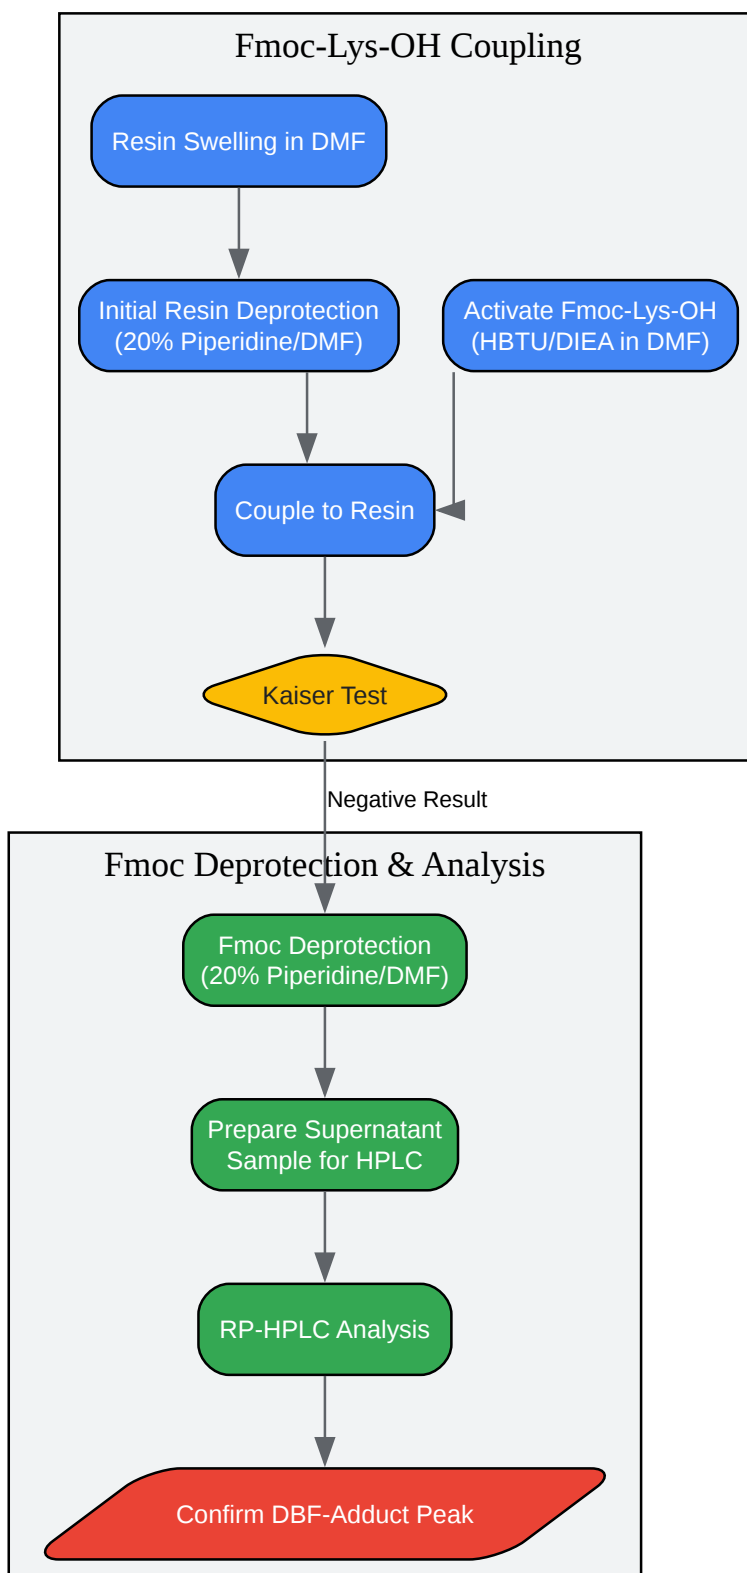 Fmoc-Lys-OH Coupling
Resin Swelling in DMF
Initial Resin Deprotection
(20% Piperidine/DMF)
Activate Fmoc-Lys-OH
(HBTU/DIEA in DMF)
Couple to Resin
Kaiser Test
Negative Result
Fmoc Deprotection & Analysis
Fmoc Deprotection
(20% Piperidine/DMF)
Prepare Supernatant
Sample for HPLC
RP-HPLC Analysis
Confirm DBF-Adduct Peak